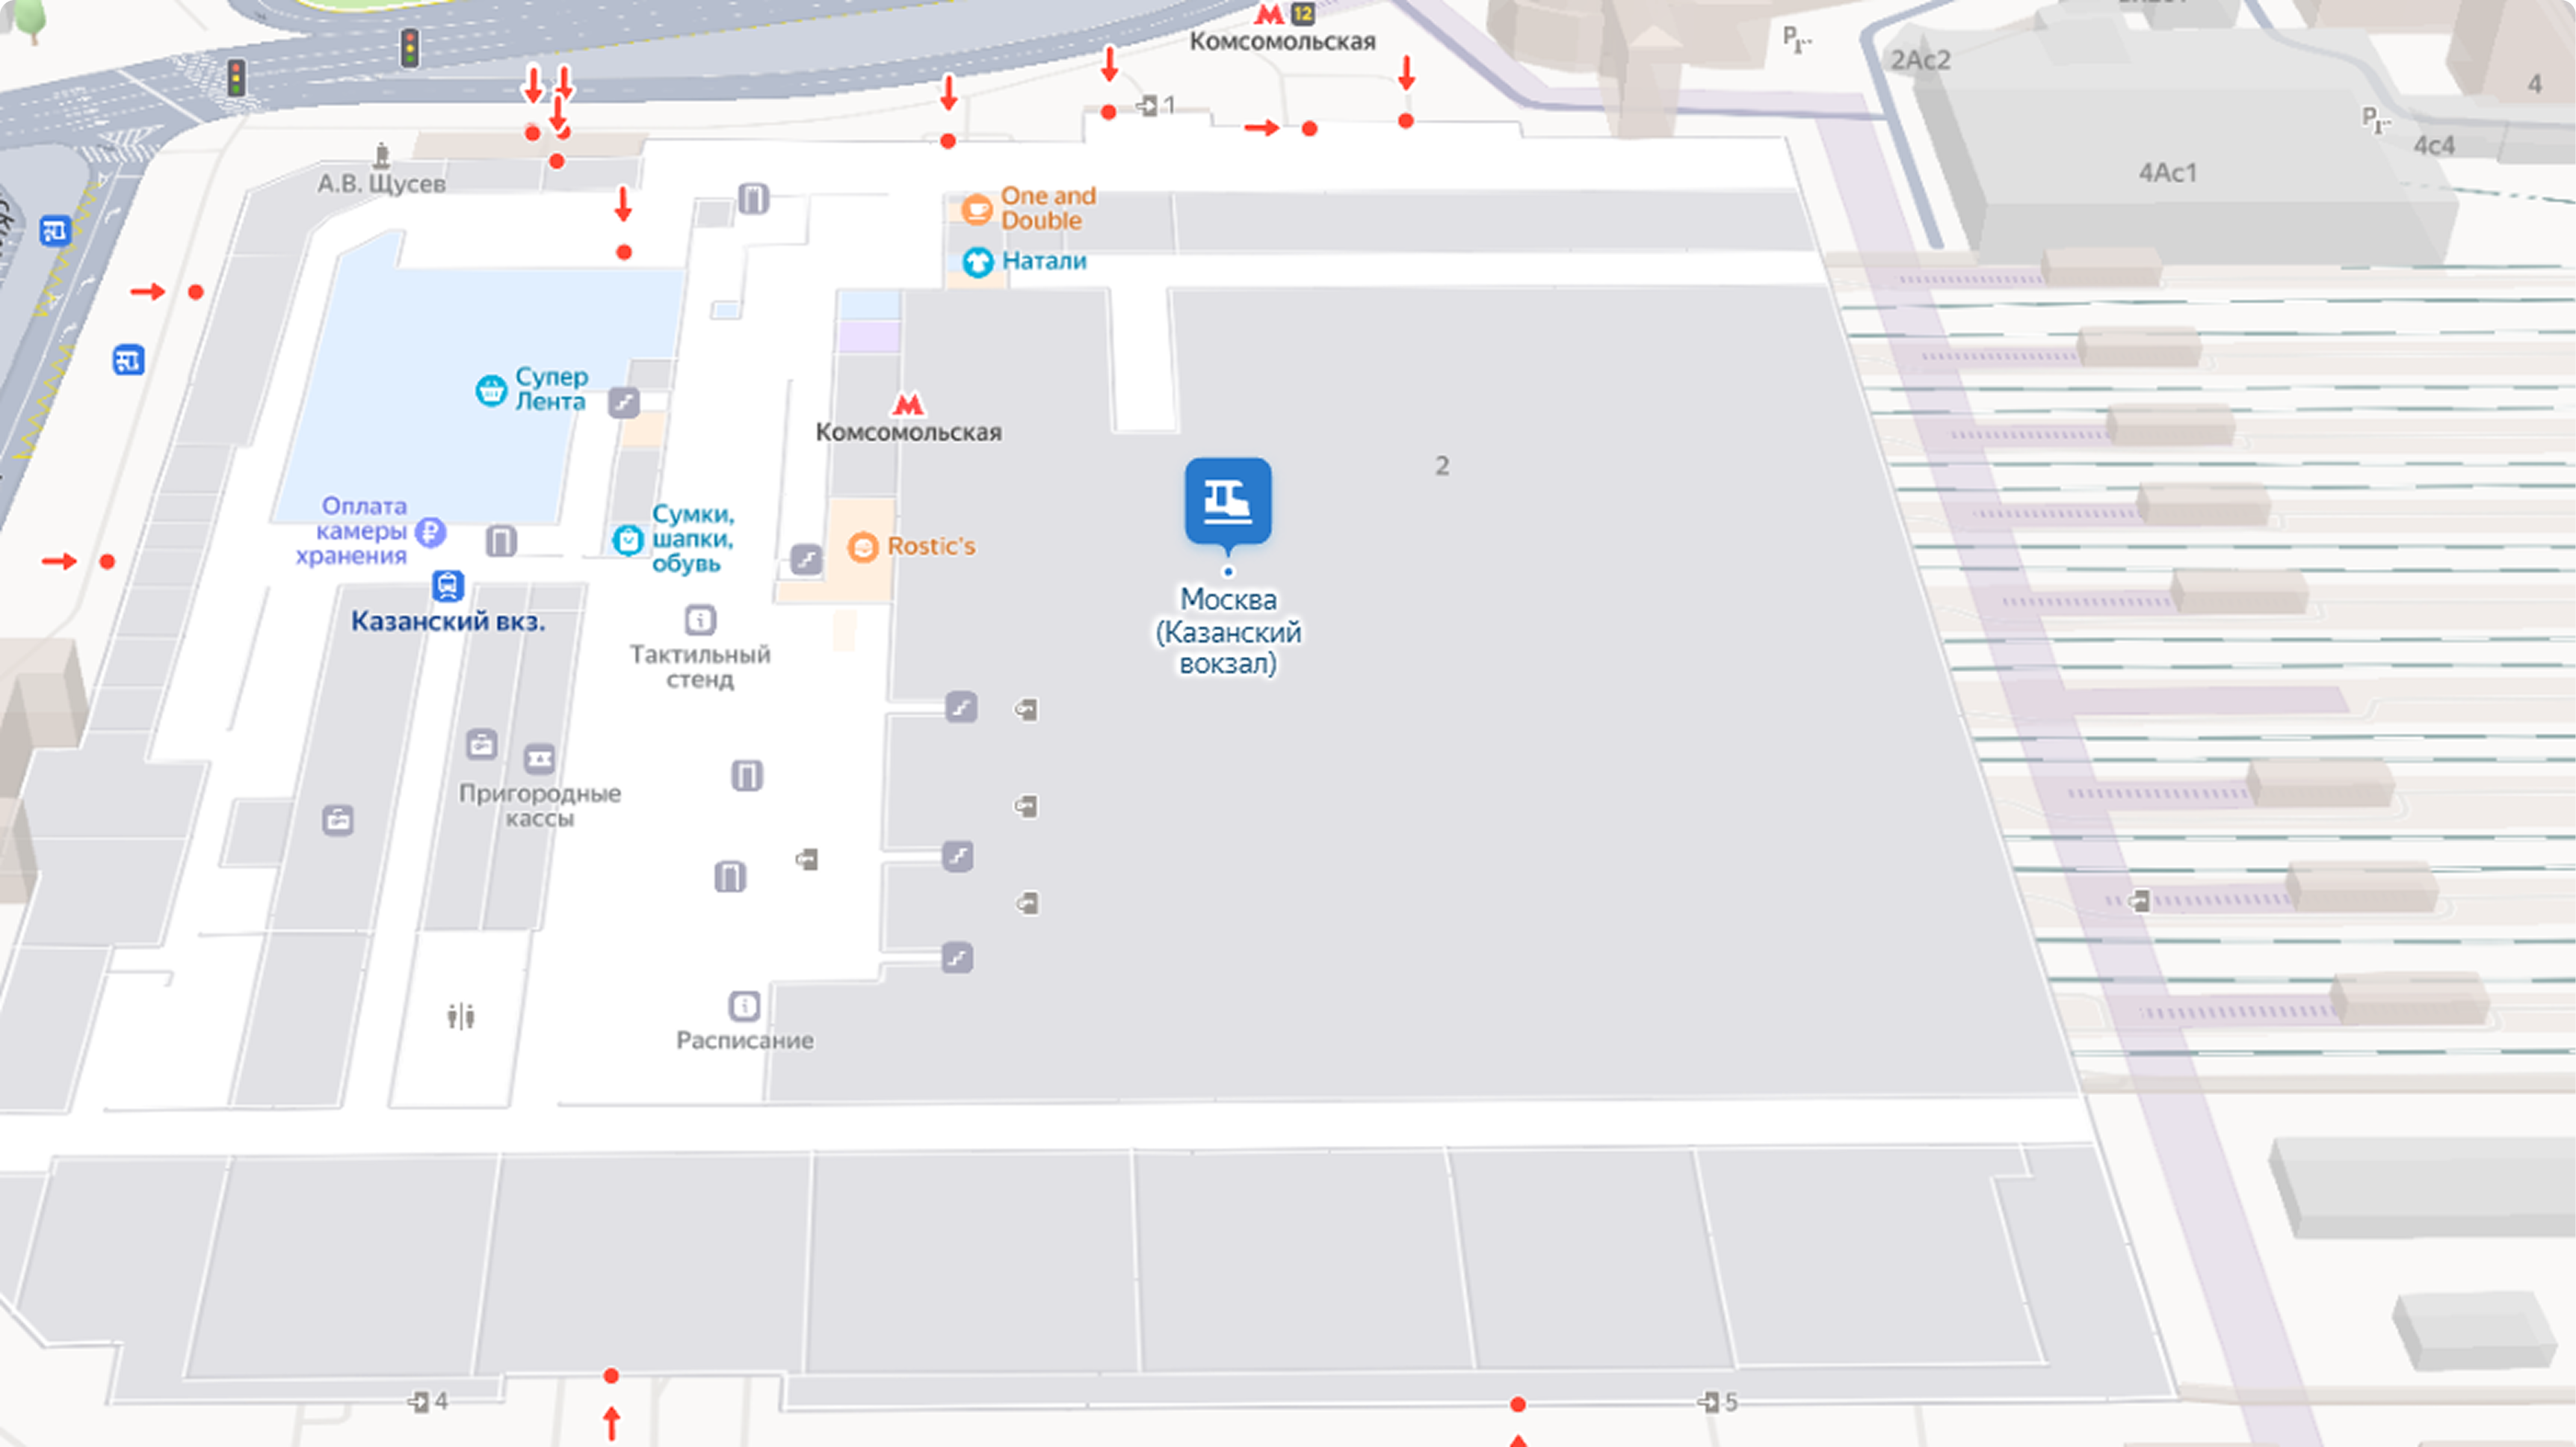 12
Комсомольская
1
2Ас2
4
4с4
4Ас1
А.В. Щусев
One and
Double
Натали
Супер
Лента
Комсомольская
2
Оплата
камеры
хранения
Сумки,
шапки,
обувь
Rostic's
Казанский вкз.
Тактильный
стенд
Москва
(Казанский
вокзал)
Пригородные
кассы
Расписание
4
5